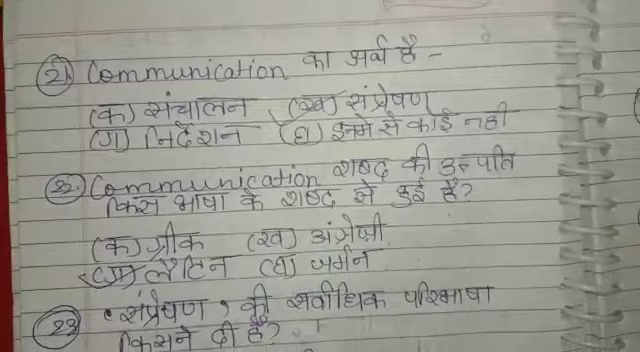 21) Communication का अर्थ है -
(क) संचालन (ख) संप्रेषण
(ग) निर्देशन (घ) इनमे से कोई नही
22. Communication शब्द की उत्पति
किस भाषा के शब्द से हुई है?
(क) ग्रीक (ख) अंग्रेजी
(ग) लैटिन (घ) जर्मन
23 'संप्रेषण' की सर्वाधिक परिभाषा
किसने दी है?